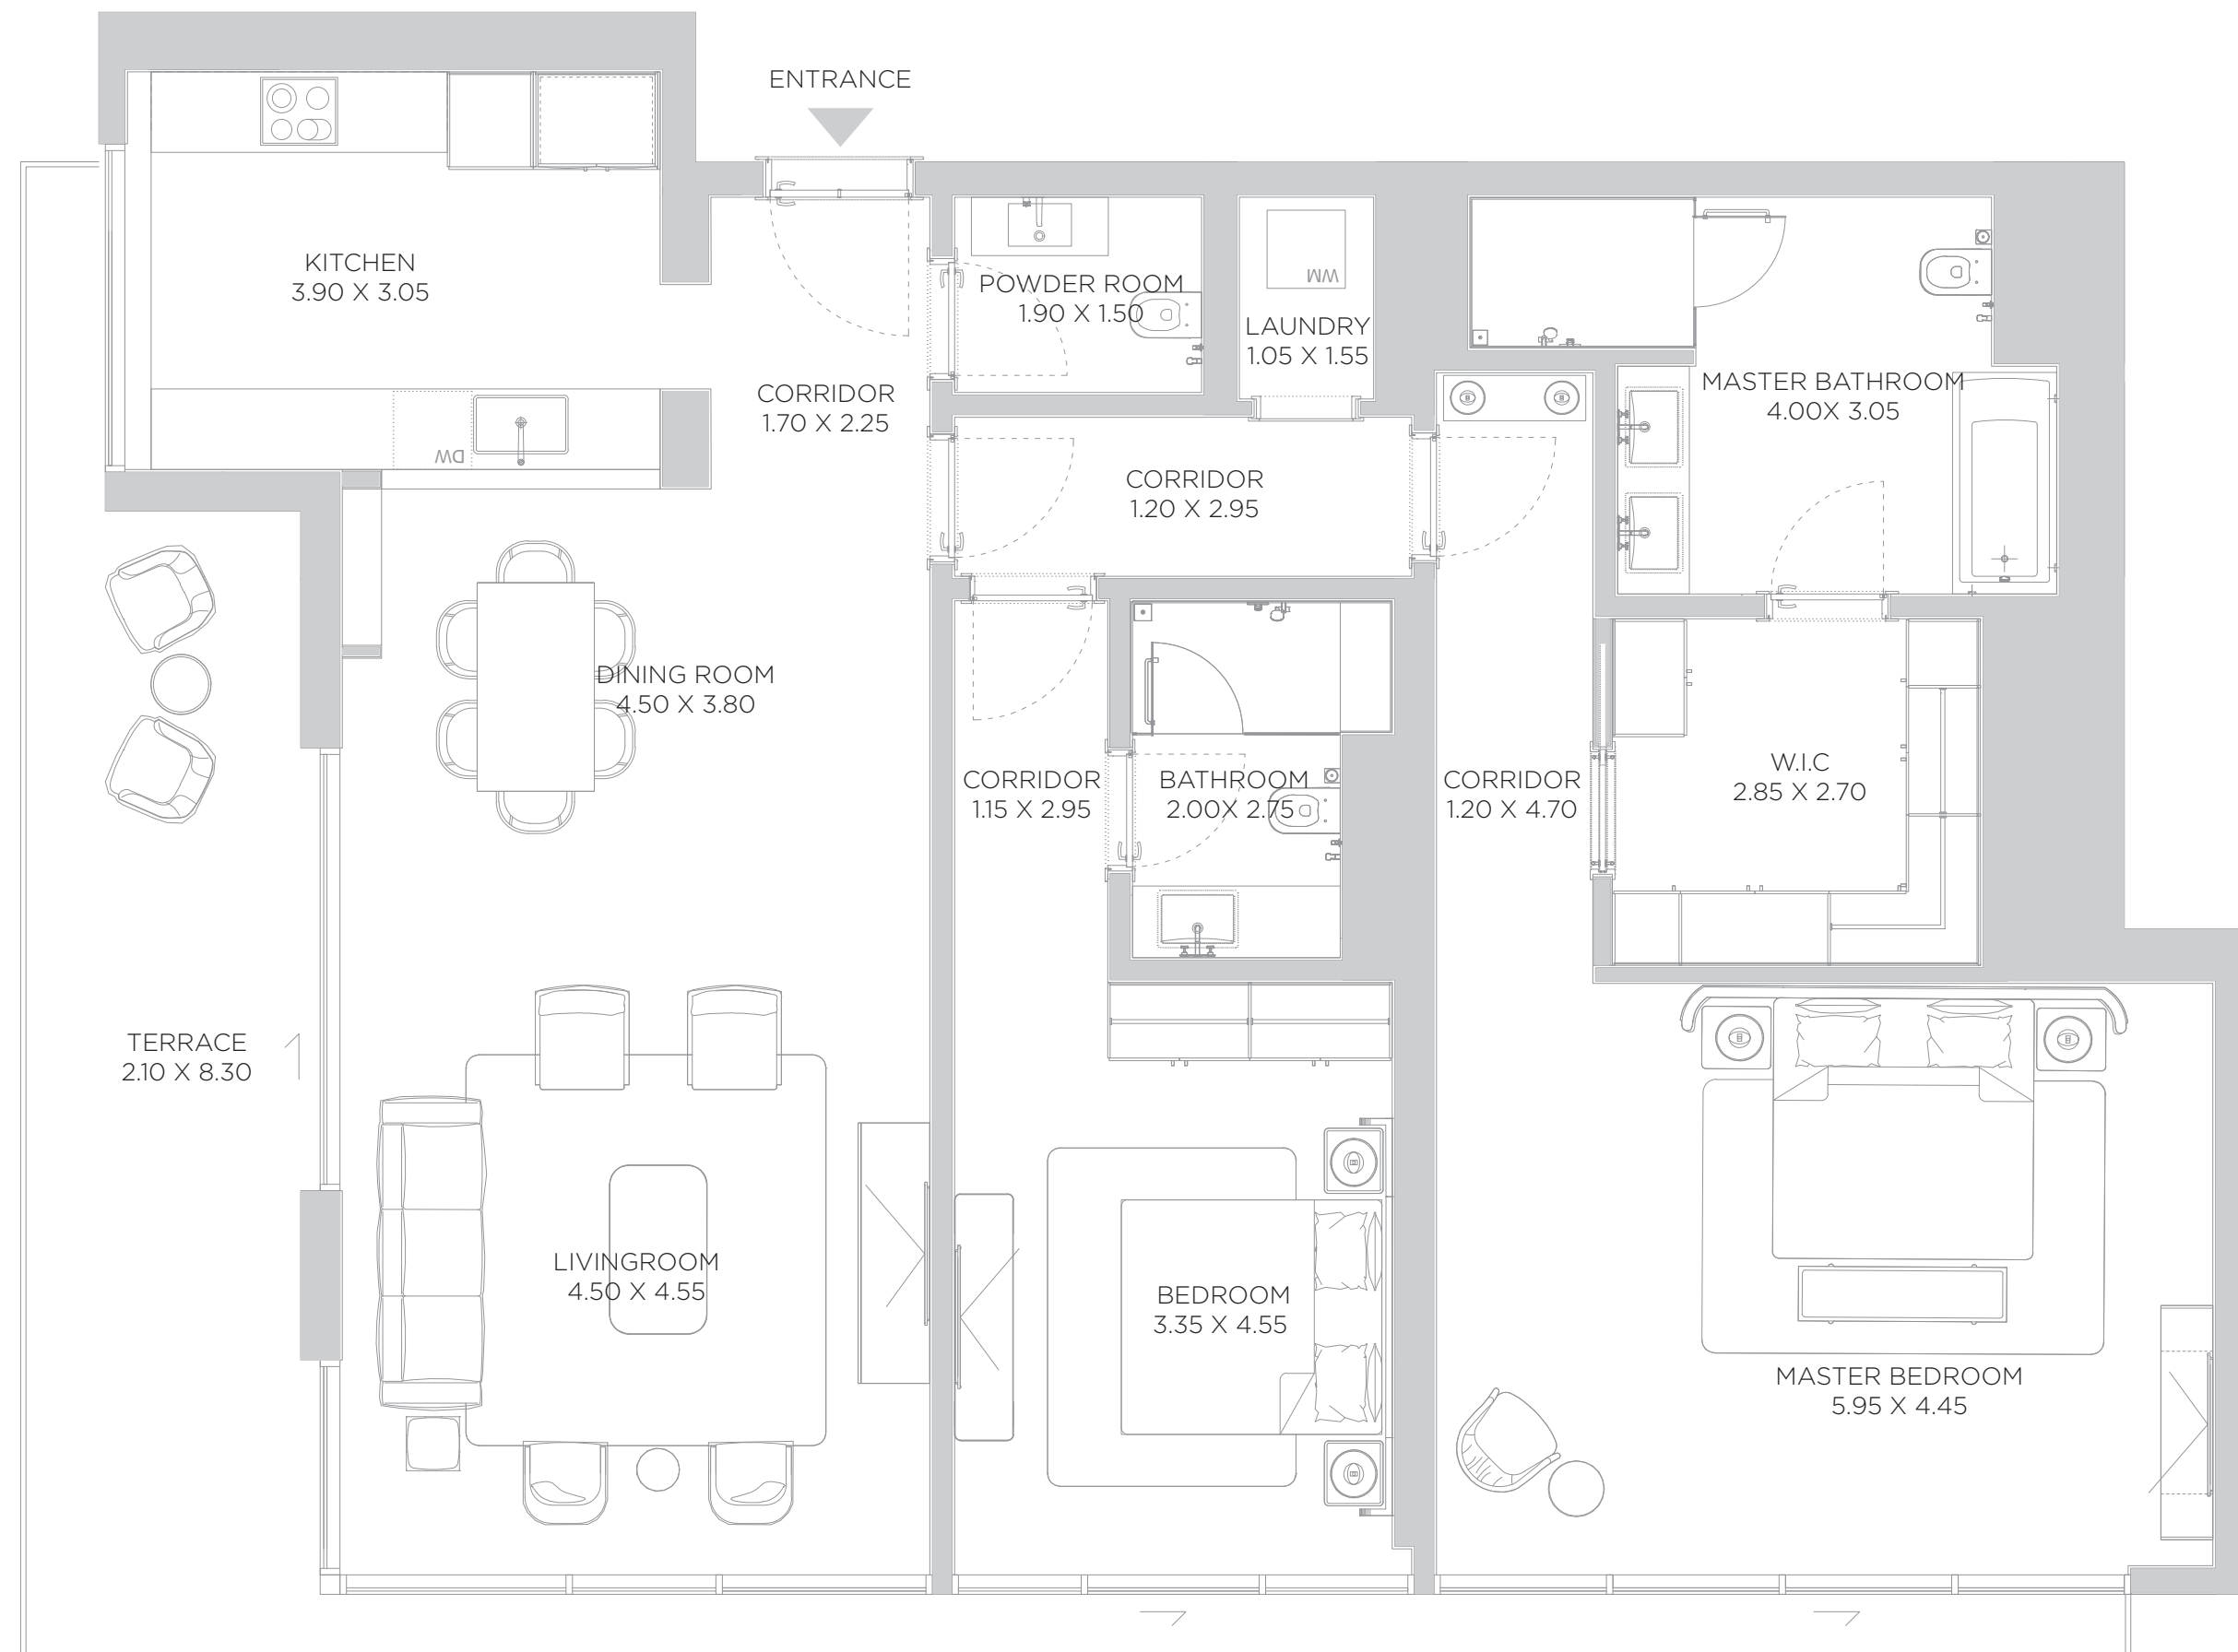 ENTRANCE
KITCHEN
3.90 X 3.05
POWDER ROOM
1.90 X 1.50
WM
LAUNDRY
1.05 X 1.55
CORRIDOR
1.70 X 2.25
MASTER BATHROOM
4.00X 3.05
DW
CORRIDOR
1.20 X 2.95
DINING ROOM
4.50 X 3.80
CORRIDOR
1.15 X 2.95
BATHROOM
2.00X 2.75
CORRIDOR
1.20 X 4.70
W.I.C
2.85 X 2.70
TERRACE
2.10 X 8.30
LIVINGROOM
4.50 X 4.55
BEDROOM
3.35 X 4.55
MASTER BEDROOM
5.95 X 4.45